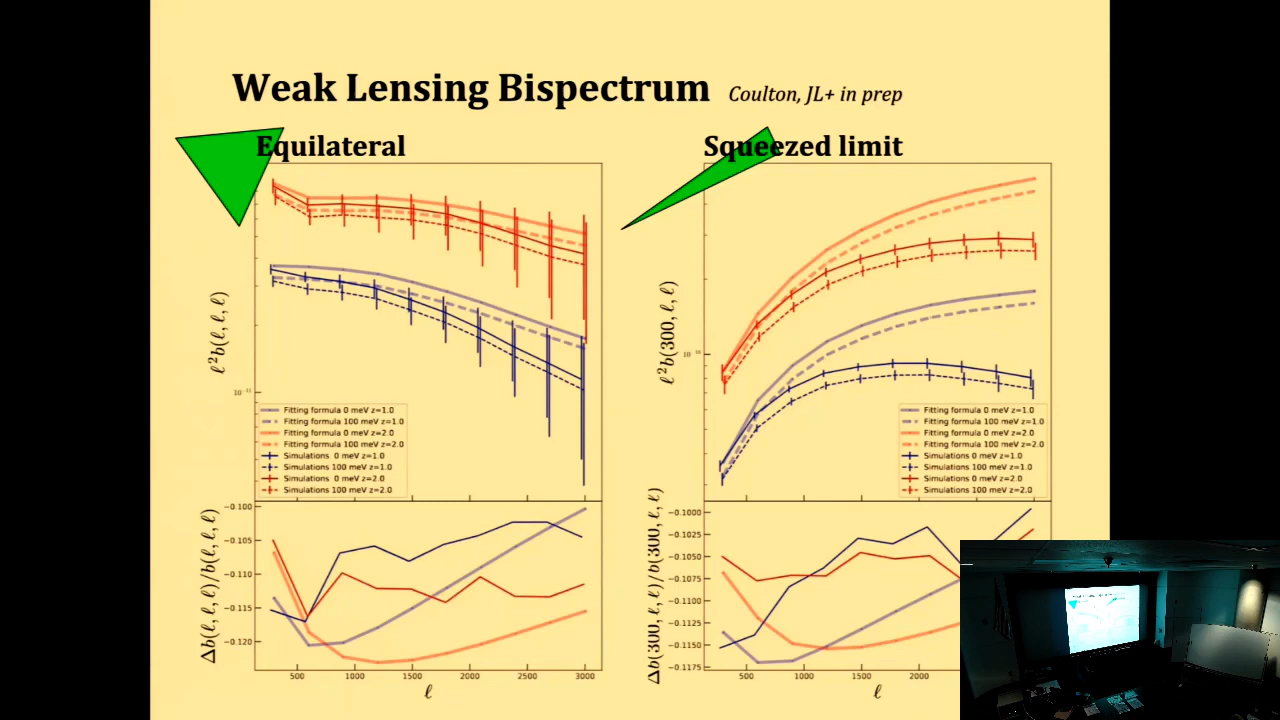 Weak Lensing Bispectrum Coulton, JL+ in prep
Equilateral
ℓ²b(ℓ, ℓ, ℓ)
10⁻¹¹
Fitting formula 0 meV z=1.0
Fitting formula 100 meV z=1.0
Fitting formula 0 meV z=2.0
Fitting formula 100 meV z=2.0
Simulations 0 meV z=1.0
Simulations 100 meV z=1.0
Simulations 0 meV z=2.0
Simulations 100 meV z=2.0
Δb(ℓ, ℓ, ℓ)/b(ℓ, ℓ, ℓ)
−0.100
−0.105
−0.110
−0.115
−0.120
500 1000 1500 2000 2500 3000
ℓ
Squeezed limit
ℓ²b(300, ℓ, ℓ)
10⁻¹⁰
Fitting formula 0 meV z=1.0
Fitting formula 100 meV z=1.0
Fitting formula 0 meV z=2.0
Fitting formula 100 meV z=2.0
Simulations 0 meV z=1.0
Simulations 100 meV z=1.0
Simulations 0 meV z=2.0
Simulations 100 meV z=2.0
Δb(300, ℓ, ℓ)/b(300, ℓ, ℓ)
−0.1000
−0.1025
−0.1050
−0.1075
−0.1100
−0.1125
−0.1150
−0.1175
500 1000 1500 2000
ℓ